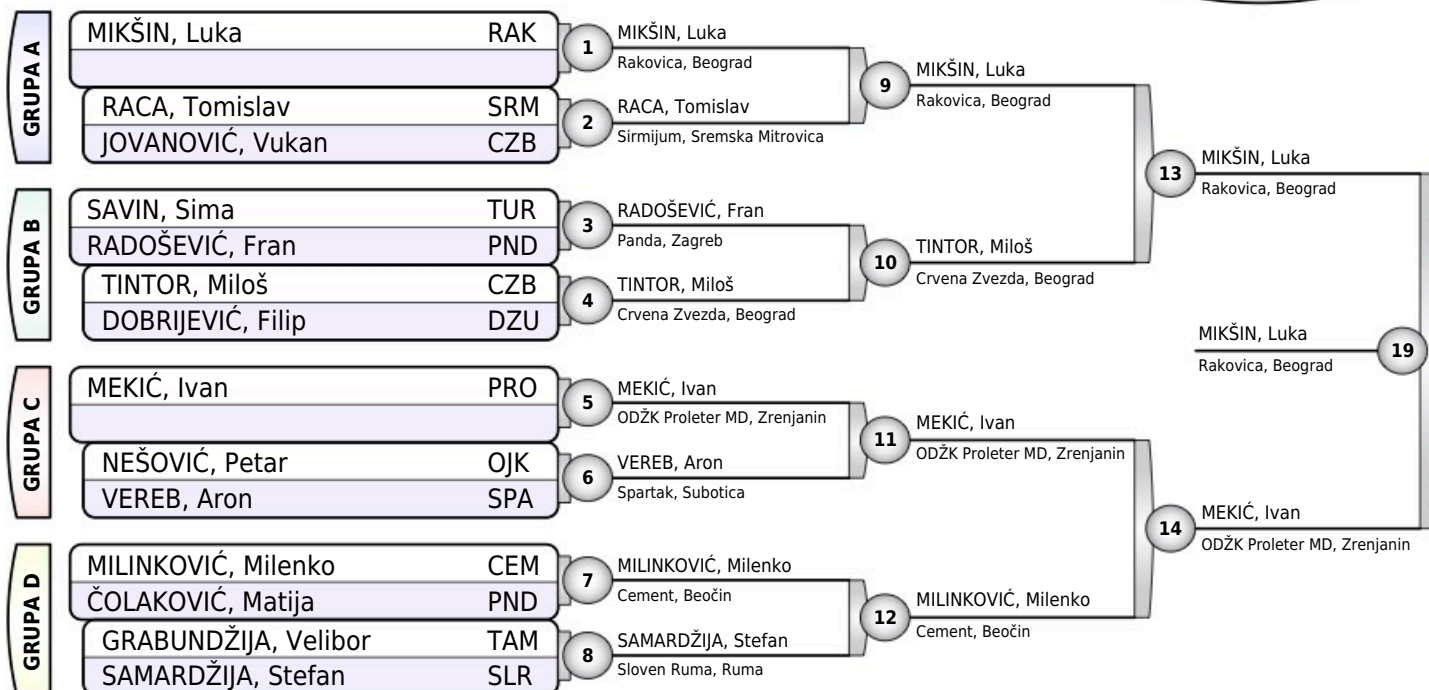 GRUPA A
MIKŠIN, Luka RAK
RACA, Tomislav SRM
JOVANOVIĆ, Vukan CZB
GRUPA B
SAVIN, Sima TUR
RADOŠEVIĆ, Fran PND
TINTOR, Miloš CZB
DOBRIJEVIĆ, Filip DZU
GRUPA C
MEKIĆ, Ivan PRO
NEŠOVIĆ, Petar OJK
VEREB, Aron SPA
GRUPA D
MILINKOVIĆ, Milenko CEM
ČOLAKOVIĆ, Matija PND
GRABUNDŽIJA, Velibor TAM
SAMARDŽIJA, Stefan SLR
1
MIKŠIN, Luka
Rakovica, Beograd
2
RACA, Tomislav
Sirmijum, Sremska Mitrovica
3
RADOŠEVIĆ, Fran
Panda, Zagreb
4
TINTOR, Miloš
Crvena Zvezda, Beograd
5
MEKIĆ, Ivan
ODŽK Proleter MD, Zrenjanin
6
VEREB, Aron
Spartak, Subotica
7
MILINKOVIĆ, Milenko
Cement, Beočin
8
SAMARDŽIJA, Stefan
Sloven Ruma, Ruma
9
MIKŠIN, Luka
Rakovica, Beograd
10
TINTOR, Miloš
Crvena Zvezda, Beograd
11
MEKIĆ, Ivan
ODŽK Proleter MD, Zrenjanin
12
MILINKOVIĆ, Milenko
Cement, Beočin
13
MIKŠIN, Luka
Rakovica, Beograd
14
MEKIĆ, Ivan
ODŽK Proleter MD, Zrenjanin
MIKŠIN, Luka
Rakovica, Beograd
19